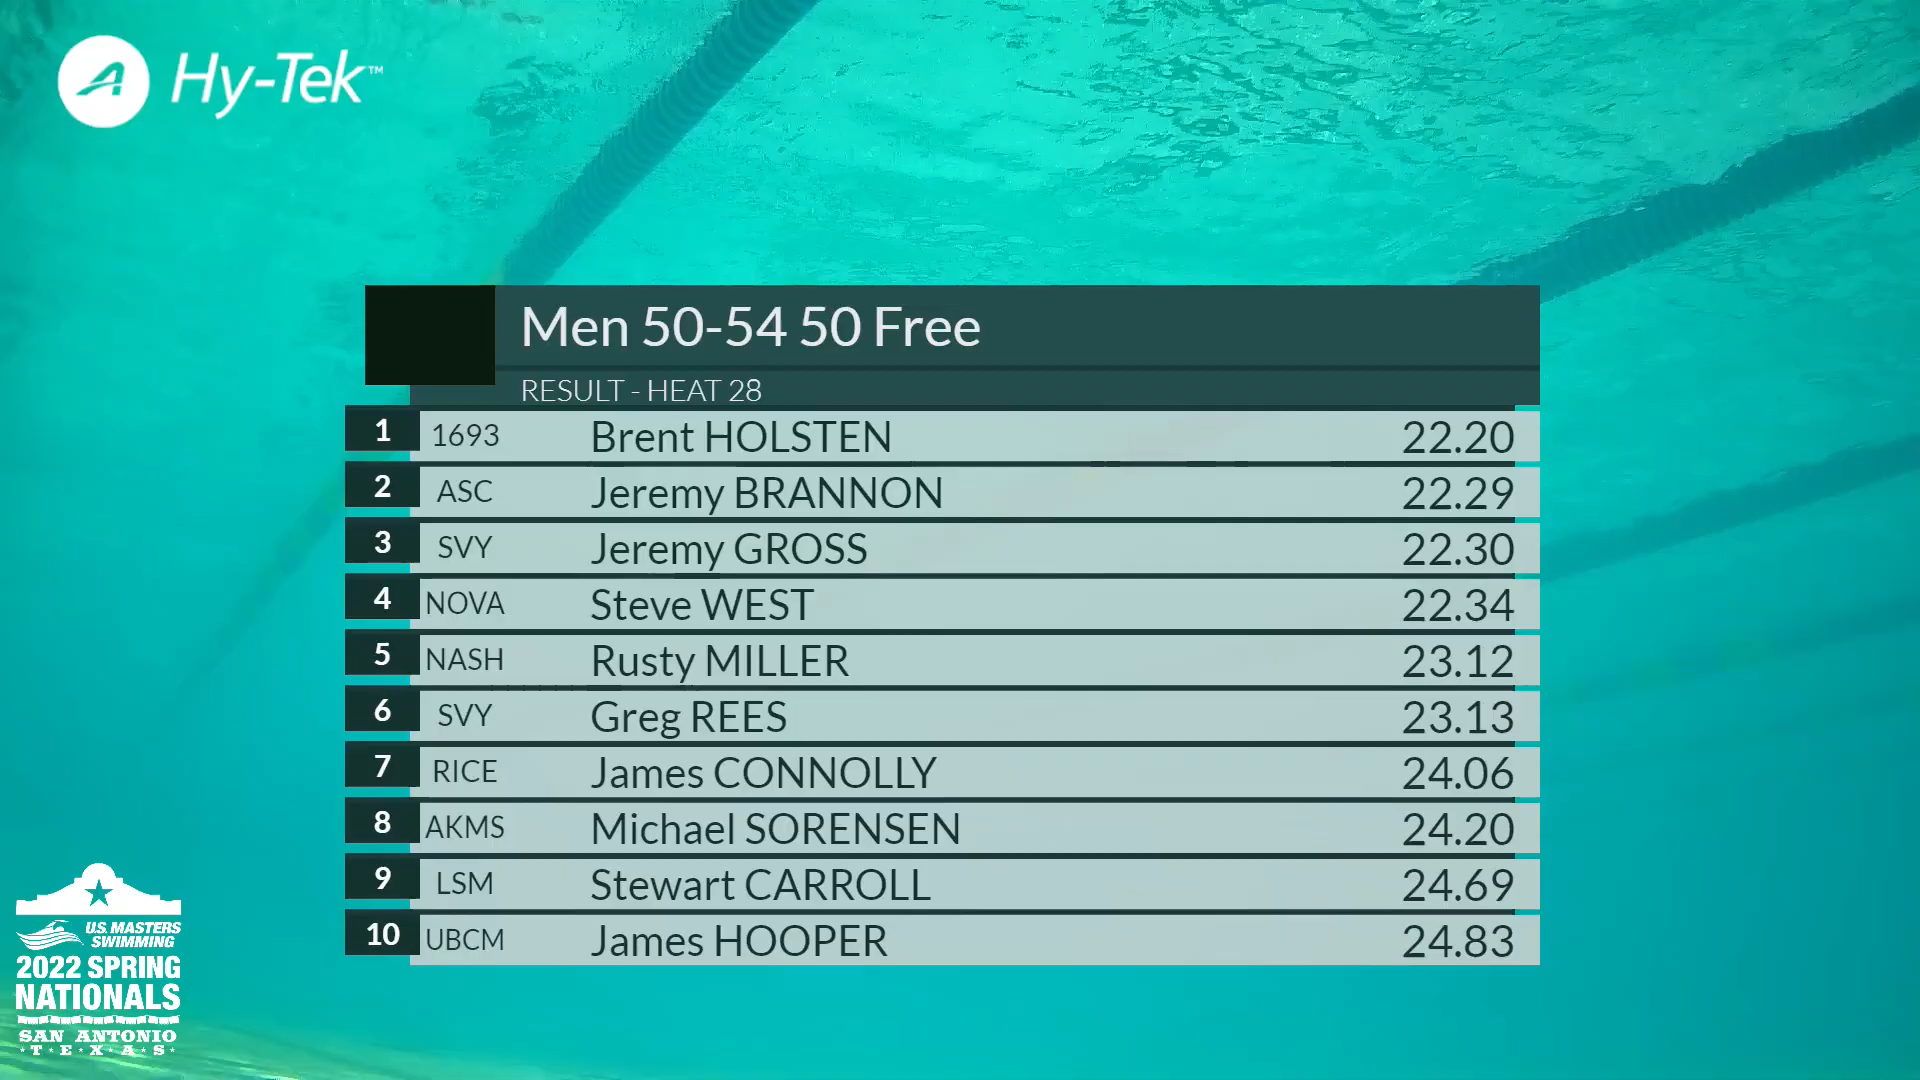 Hy-Tek™
Men 50-54 50 Free
RESULT - HEAT 28
1 1693 Brent HOLSTEN 22.20
2 ASC Jeremy BRANNON 22.29
3 SVY Jeremy GROSS 22.30
4 NOVA Steve WEST 22.34
5 NASH Rusty MILLER 23.12
6 SVY Greg REES 23.13
7 RICE James CONNOLLY 24.06
8 AKMS Michael SORENSEN 24.20
9 LSM Stewart CARROLL 24.69
10 UBCM James HOOPER 24.83
U.S. MASTERS
SWIMMING
2022 SPRING
NATIONALS
SAN ANTONIO
T·E·X·A·S